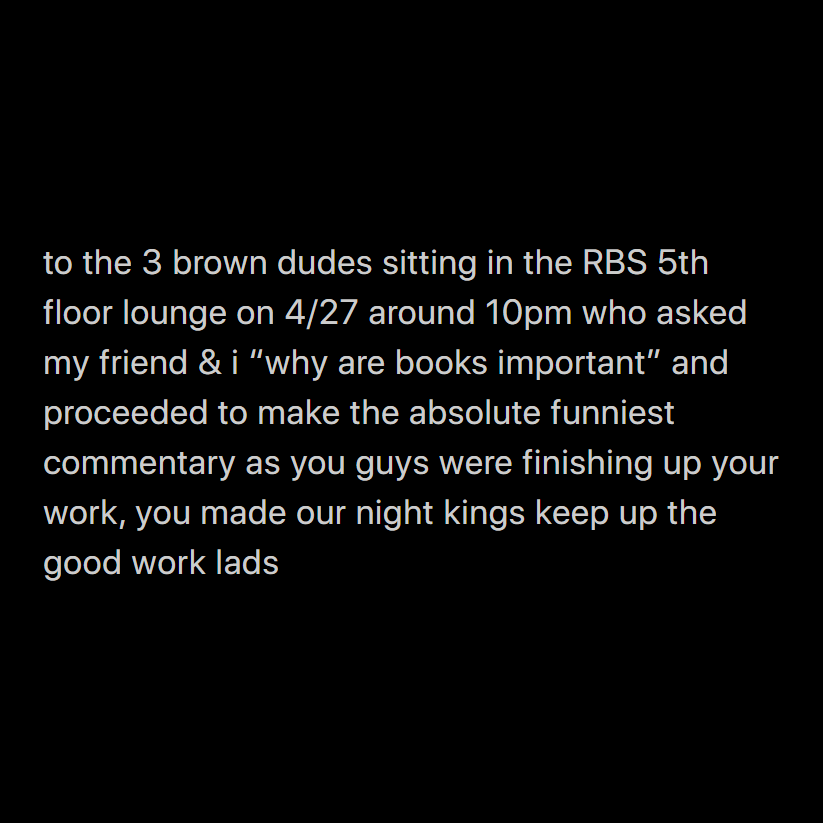 to the 3 brown dudes sitting in the RBS 5th
floor lounge on 4/27 around 10pm who asked
my friend & i “why are books important” and
proceeded to make the absolute funniest
commentary as you guys were finishing up your
work, you made our night kings keep up the
good work lads